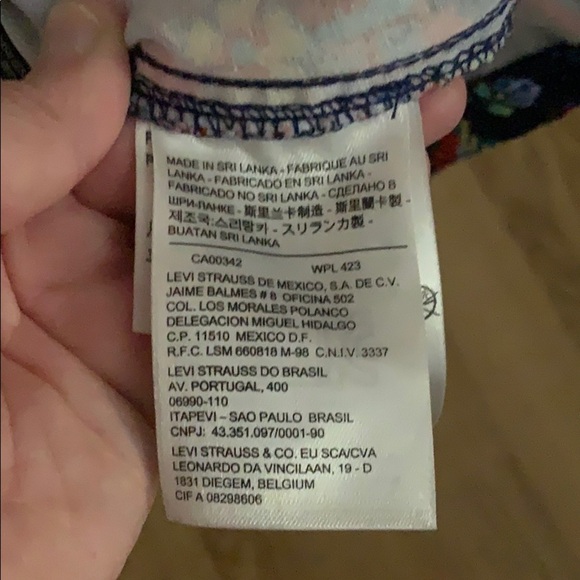 MADE IN SRI LANKA - FABRIQUE AU SRI
LANKA - FABRICADO EN SRI LANKA -
FABRICADO NO SRI LANKA - СДЕЛАНО В
ШРИ-ЛАНКЕ - 斯里兰卡制造 - 斯里蘭卡製 -
제조국:스리랑카 - スリランカ製 -
BUATAN SRI LANKA
CA00342 WPL 423
LEVI STRAUSS DE MEXICO, S.A. DE C.V.
JAIME BALMES # 8 OFICINA 502
COL. LOS MORALES POLANCO
DELEGACION MIGUEL HIDALGO
C.P. 11510 MEXICO D.F.
R.F.C. LSM 660818 M-98 C.N.I.V. 3337
LEVI STRAUSS DO BRASIL
AV. PORTUGAL, 400
06990-110
ITAPEVI – SAO PAULO BRASIL
CNPJ: 43.351.097/0001-90
LEVI STRAUSS & CO. EU SCA/CVA
LEONARDO DA VINCILAAN, 19 - D
1831 DIEGEM, BELGIUM
CIF A 08298606